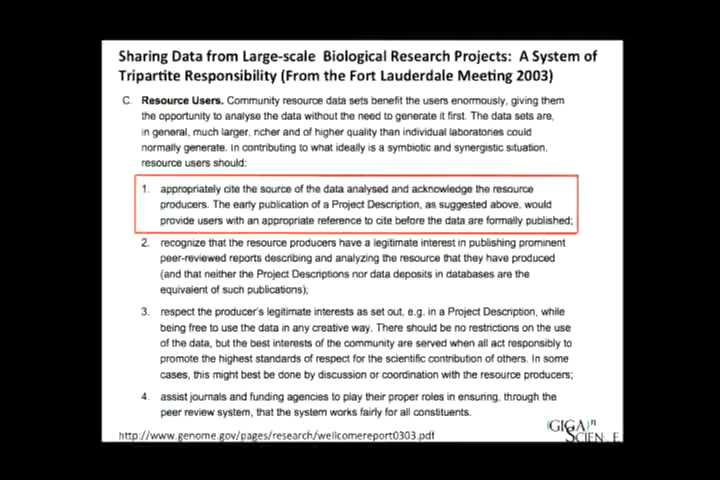 Sharing Data from Large-scale Biological Research Projects: A System of
Tripartite Responsibility (From the Fort Lauderdale Meeting 2003)
C. Resource Users. Community resource data sets benefit the users enormously, giving them
the opportunity to analyse the data without the need to generate it first. The data sets are,
in general, much larger, richer and of higher quality than individual laboratories could
normally generate. In contributing to what ideally is a symbiotic and synergistic situation,
resource users should:
1. appropriately cite the source of the data analysed and acknowledge the resource
producers. The early publication of a Project Description, as suggested above, would
provide users with an appropriate reference to cite before the data are formally published;
2. recognize that the resource producers have a legitimate interest in publishing prominent
peer-reviewed reports describing and analyzing the resource that they have produced
(and that neither the Project Descriptions nor data deposits in databases are the
equivalent of such publications);
3. respect the producer's legitimate interests as set out, e.g. in a Project Description, while
being free to use the data in any creative way. There should be no restrictions on the use
of the data, but the best interests of the community are served when all act responsibly to
promote the highest standards of respect for the scientific contribution of others. In some
cases, this might best be done by discussion or coordination with the resource producers;
4. assist journals and funding agencies to play their proper roles in ensuring, through the
peer review system, that the system works fairly for all constituents.
http://www.genome.gov/pages/research/wellcomereport0303.pdf
GIGA)n
SCIENCE